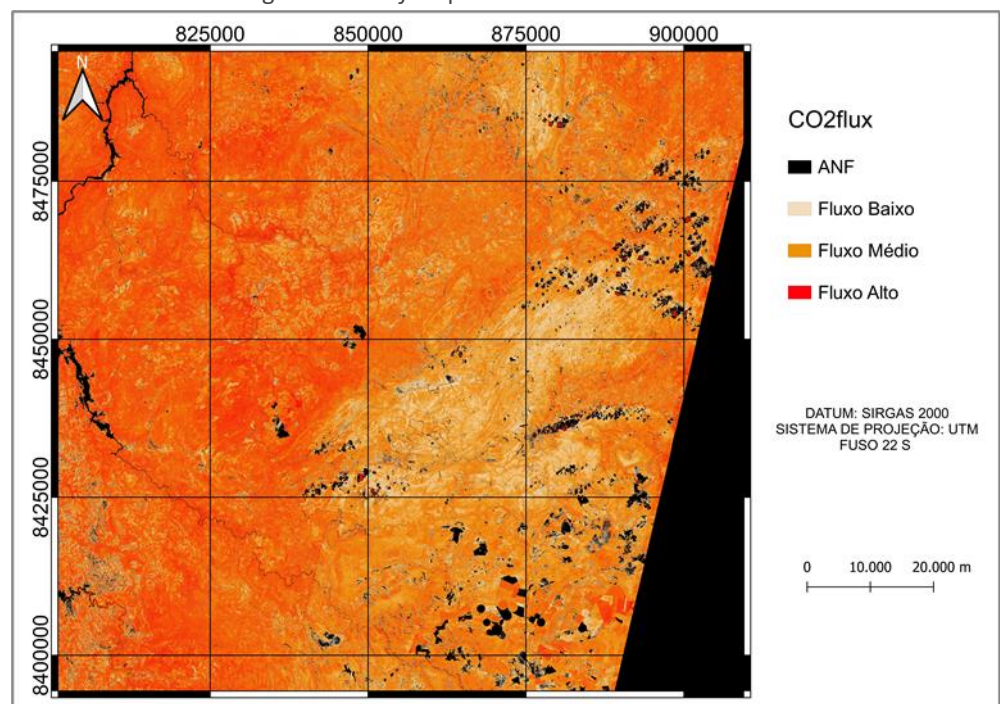 825000 850000 875000 900000
N
8475000
8450000
8425000
8400000
CO2flux
ANF
Fluxo Baixo
Fluxo Médio
Fluxo Alto
DATUM: SIRGAS 2000
SISTEMA DE PROJEÇÃO: UTM
FUSO 22 S
0 10.000 20.000 m